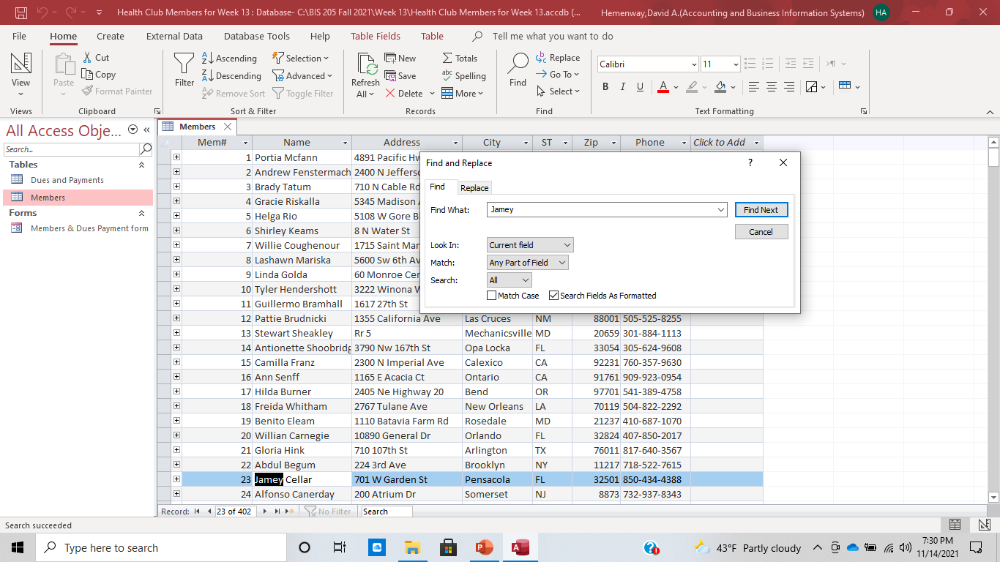 Health Club Members for Week 13 : Database- C:\BIS 205 Fall 2021\Week 13\Health Club Members for Week 13.accdb (... Hemenway,David A.(Accounting and Business Information Systems) HA
File Home Create External Data Database Tools Help Table Fields Table Tell me what you want to do
View
Views
Paste
Cut
Copy
Format Painter
Clipboard
Filter
Ascending
Descending
Remove Sort
Selection
Advanced
Toggle Filter
Sort & Filter
Refresh
All
New
Save
Delete
Totals
Spelling
More
Records
Find
Replace
Go To
Select
Find
Calibri 11
B I U A
Text Formatting
All Access Obje... «
Search...
Tables
Dues and Payments
Members
Forms
Members & Dues Payment form
Members
Mem# Name Address City ST Zip Phone Click to Add
1 Portia Mcfann 4891 Pacific Hw
2 Andrew Fenstermach 2400 N Jefferso
3 Brady Tatum 710 N Cable Rd
4 Gracie Riskalla 5345 Madison A
5 Helga Rio 5108 W Gore Bl
6 Shirley Keams 8 N Water St
7 Willie Coughenour 1715 Saint Mar
8 Lashawn Mariska 5600 Sw 6th Av
9 Linda Golda 60 Monroe Cen
10 Tyler Hendershott 3222 Winona W
11 Guillermo Bramhall 1617 27th St
12 Pattie Brudnicki 1355 California Ave Las Cruces NM 88001 505-525-8255
13 Stewart Sheakley Rr 5 Mechanicsville MD 20659 301-884-1113
14 Antionette Shoobridg 3790 Nw 167th St Opa Locka FL 33054 305-624-9608
15 Camilla Franz 2300 N Imperial Ave Calexico CA 92231 760-357-9630
16 Ann Senff 1165 E Acacia Ct Ontario CA 91761 909-923-0954
17 Hilda Burner 2405 Ne Highway 20 Bend OR 97701 541-389-4758
18 Freida Whitham 2767 Tulane Ave New Orleans LA 70119 504-822-2292
19 Benito Eleam 1110 Batavia Farm Rd Rosedale MD 21237 410-687-1070
20 Willian Carnegie 10890 General Dr Orlando FL 32824 407-850-2017
21 Gloria Hink 710 107th St Arlington TX 76011 817-640-3567
22 Abdul Begum 224 3rd Ave Brooklyn NY 11217 718-522-7615
23 Jamey Cellar 701 W Garden St Pensacola FL 32501 850-434-4388
24 Alfonso Canerday 200 Atrium Dr Somerset NJ 8873 732-937-8343
Find and Replace ?
Find Replace
Find What: Jamey Find Next
Cancel
Look In: Current field
Match: Any Part of Field
Search: All
Match Case Search Fields As Formatted
Record: 23 of 402 No Filter Search
Search succeeded
Type here to search
43°F Partly cloudy
7:30 PM
11/14/2021